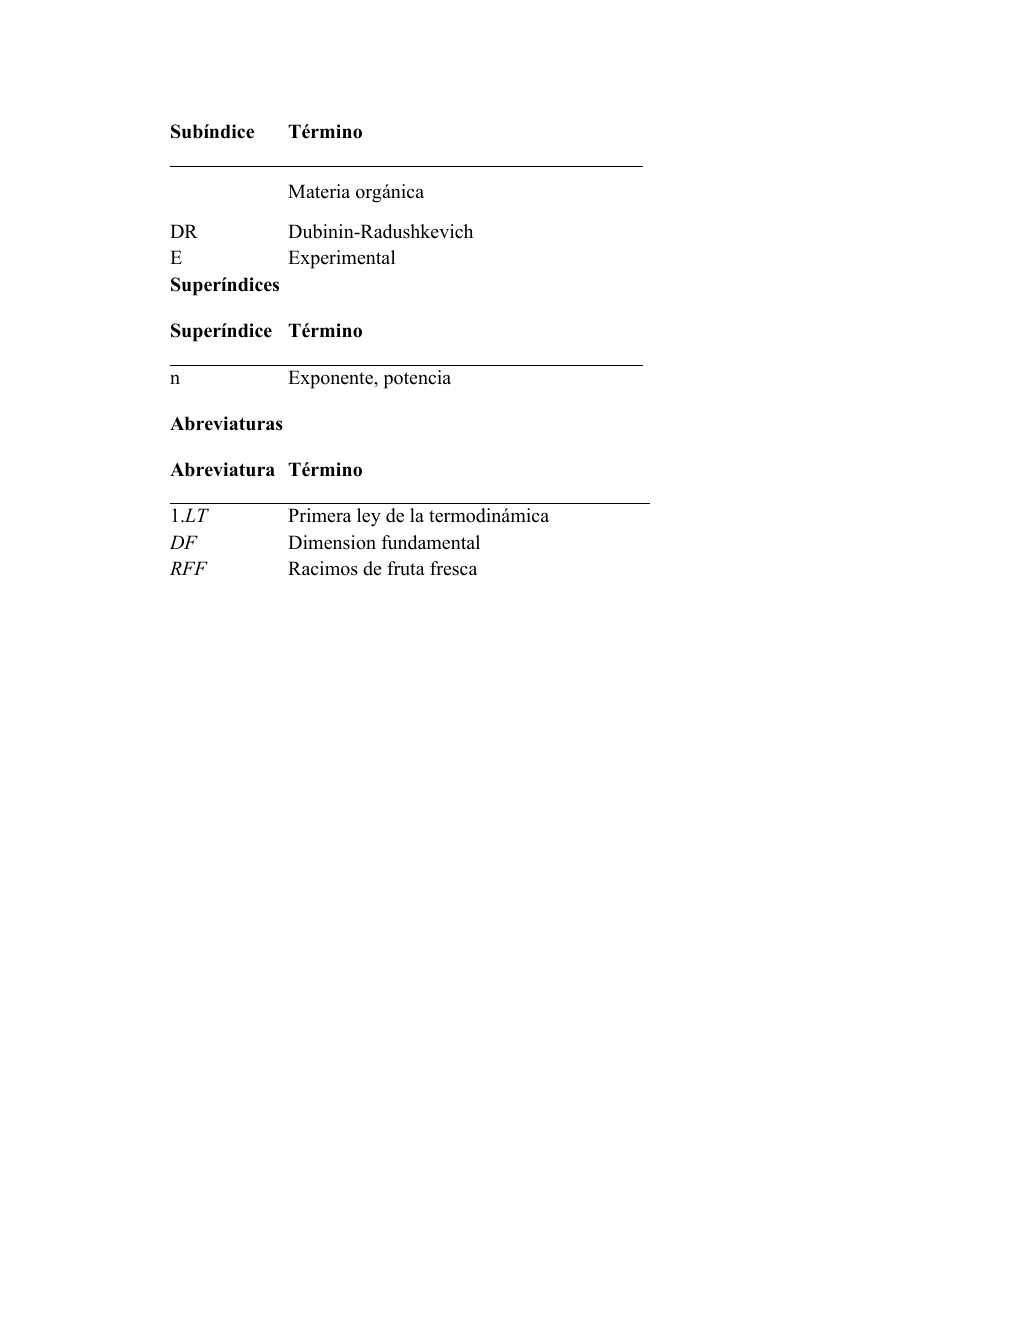 Subíndice Término
Materia orgánica
DR Dubinin-Radushkevich
E Experimental
Superíndices
Superíndice Término
n Exponente, potencia
Abreviaturas
Abreviatura Término
1.LT Primera ley de la termodinámica
DF Dimension fundamental
RFF Racimos de fruta fresca